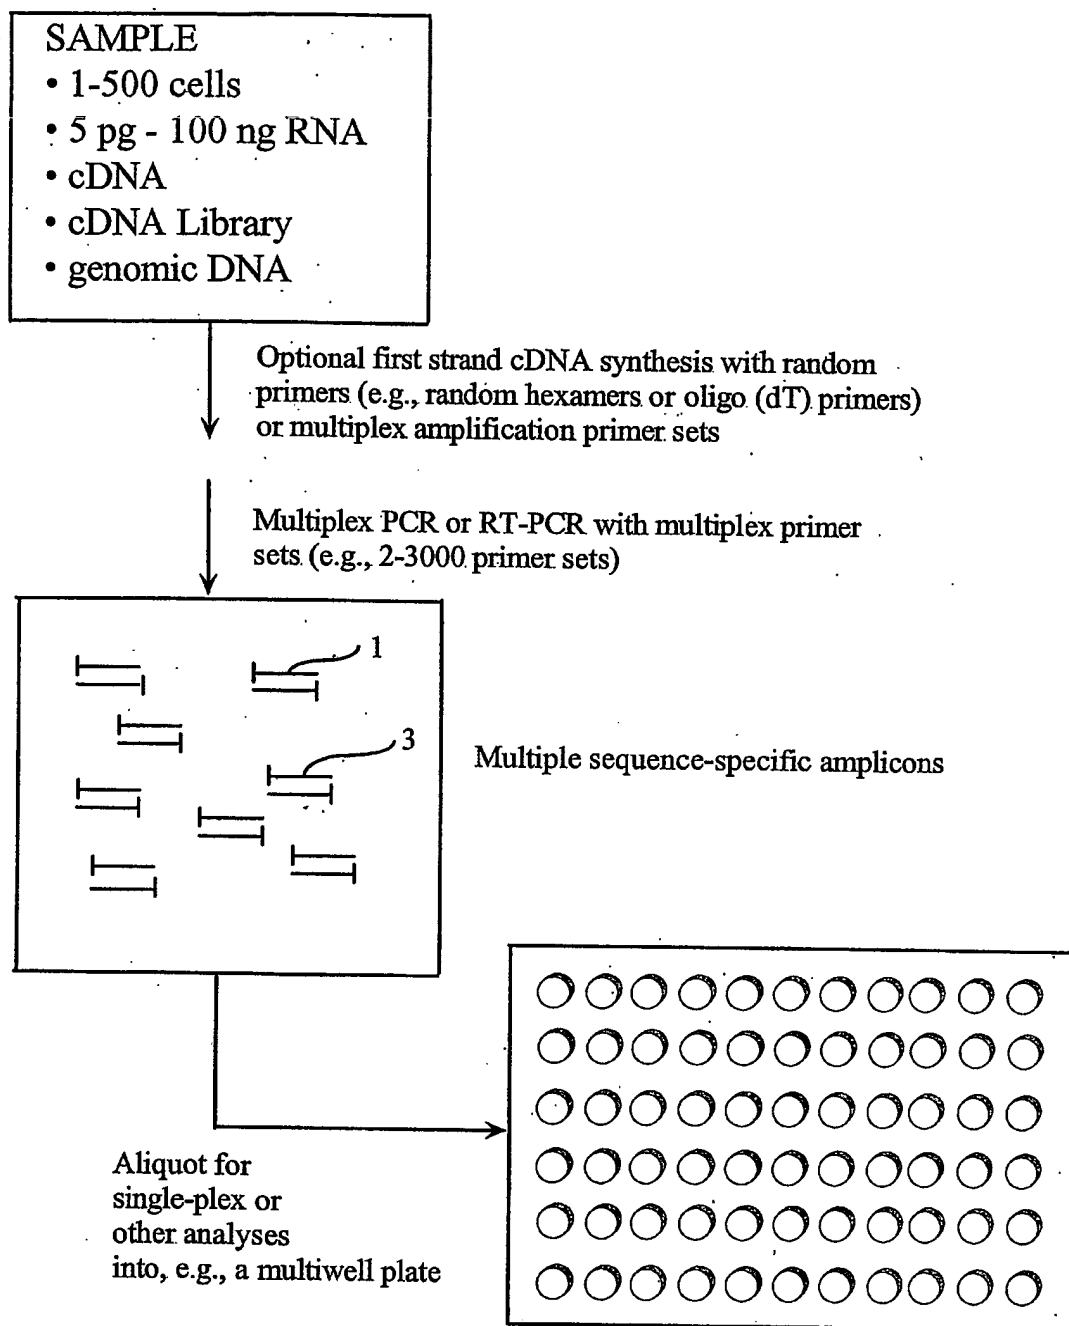 SAMPLE
• 1-500 cells
• 5 pg - 100 ng RNA
• cDNA
• cDNA Library
• genomic DNA
Optional first strand cDNA synthesis with random
primers (e.g., random hexamers or oligo (dT) primers)
or multiplex amplification primer sets
Multiplex PCR or RT-PCR with multiplex primer
sets (e.g., 2-3000 primer sets)
1
3
Multiple sequence-specific amplicons
Aliquot for
single-plex or
other analyses
into, e.g., a multiwell plate